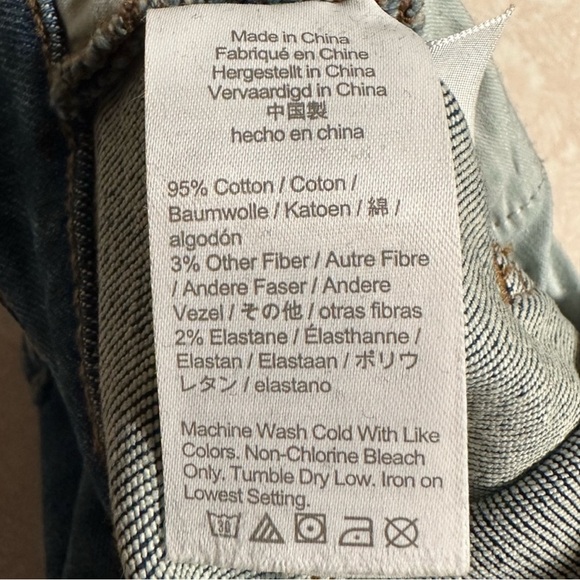 Made in China
Fabriqué en Chine
Hergestellt in China
Vervaardigd in China
中国製
hecho en china
95% Cotton / Coton /
Baumwolle / Katoen / 綿 /
algodón
3% Other Fiber / Autre Fibre
/ Andere Faser / Andere
Vezel / その他 / otras fibras
2% Elastane / Élasthanne /
Elastan / Elastaan / ポリウ
レタン / elastano
Machine Wash Cold With Like
Colors. Non-Chlorine Bleach
Only. Tumble Dry Low. Iron on
Lowest Setting.
30